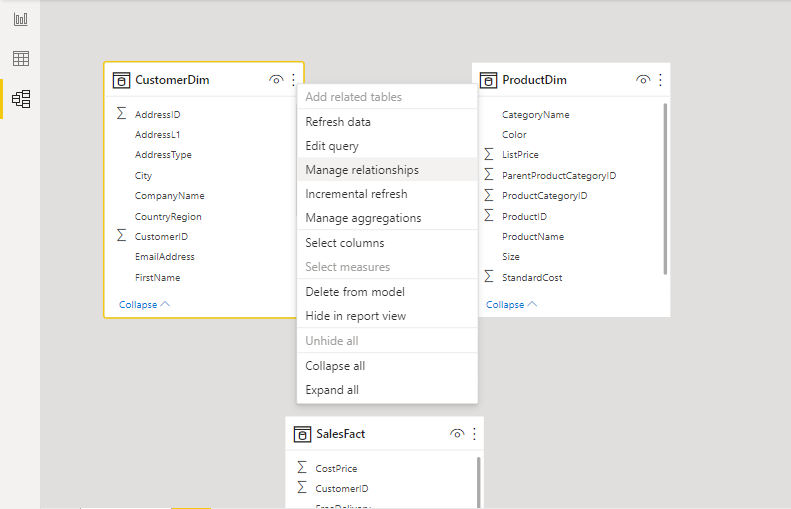 CustomerDim
AddressID
AddressL1
AddressType
City
CompanyName
CountryRegion
CustomerID
EmailAddress
FirstName
Collapse
Add related tables
Refresh data
Edit query
Manage relationships
Incremental refresh
Manage aggregations
Select columns
Select measures
Delete from model
Hide in report view
Unhide all
Collapse all
Expand all
ProductDim
CategoryName
Color
ListPrice
ParentProductCategoryID
ProductCategoryID
ProductID
ProductName
Size
StandardCost
Collapse
SalesFact
CostPrice
CustomerID
FreeDelivery